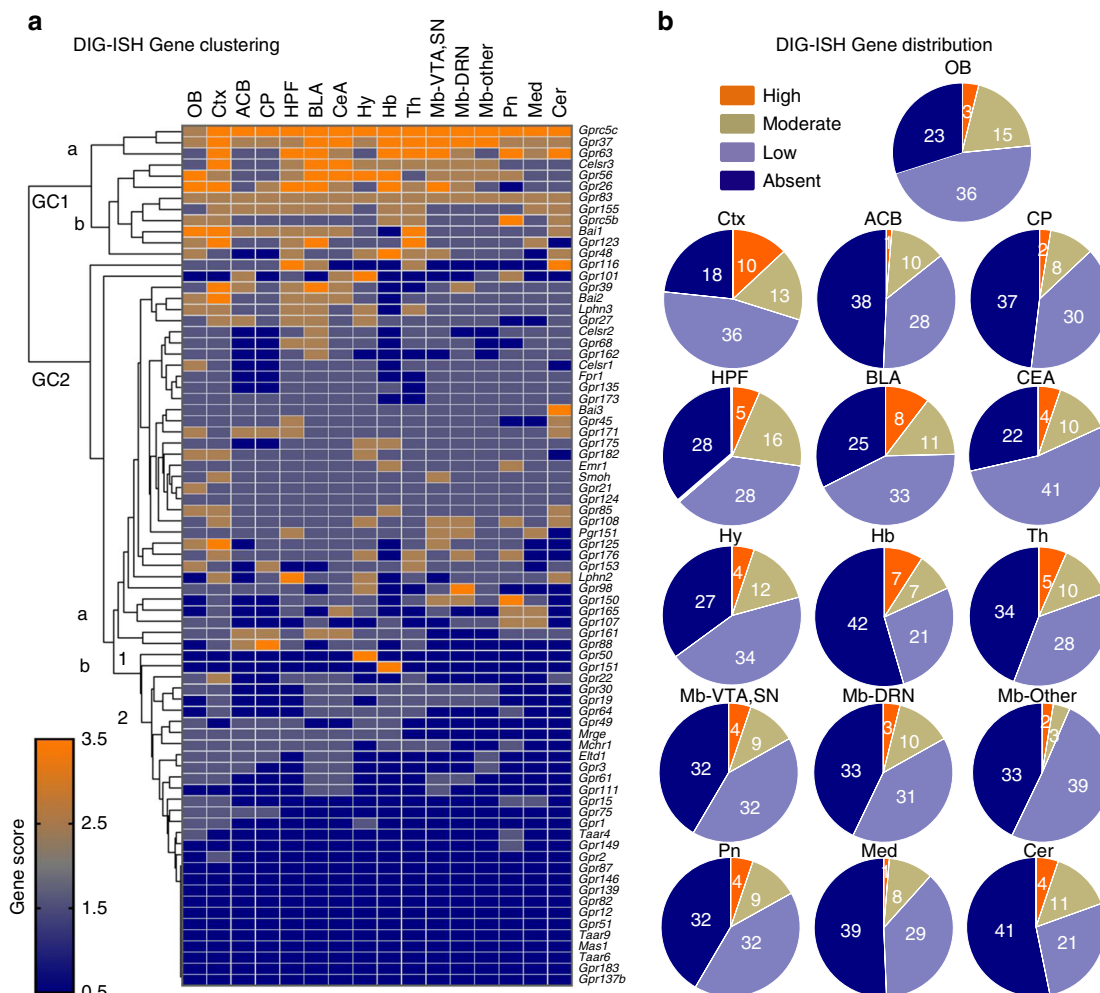 a
DIG-ISH Gene clustering
OB
Ctx
ACB
CP
HPF
BLA
CeA
Hy
Hb
Th
Mb-VTA,SN
Mb-DRN
Mb-other
Pn
Med
Cer
a
GC1
b
GC2
a
b
1
2
Gprc5c
Gpr37
Gpr63
Celsr3
Gpr56
Gpr26
Gpr83
Gpr155
Gprc5b
Bai1
Gpr123
Gpr48
Gpr116
Gpr101
Gpr39
Bai2
Lphn3
Gpr27
Celsr2
Gpr68
Gpr162
Celsr1
Fpr1
Gpr135
Gpr173
Bai3
Gpr45
Gpr171
Gpr175
Gpr182
Emr1
Smoh
Gpr21
Gpr124
Gpr85
Gpr108
Pgr151
Gpr125
Gpr176
Gpr153
Lphn2
Gpr98
Gpr150
Gpr165
Gpr107
Gpr161
Gpr88
Gpr50
Gpr151
Gpr22
Gpr30
Gpr19
Gpr64
Gpr49
Mrge
Mchr1
Eltd1
Gpr3
Gpr61
Gpr111
Gpr15
Gpr75
Gpr1
Taar4
Gpr149
Gpr2
Gpr87
Gpr146
Gpr139
Gpr82
Gpr12
Gpr51
Taar9
Mas1
Taar6
Gpr183
Gpr137b
Gene score
3.5
2.5
1.5
0.5
b
DIG-ISH Gene distribution
High
Moderate
Low
Absent
OB
3
15
36
23
Ctx
10
13
36
18
ACB
1
10
28
38
CP
2
8
30
37
HPF
5
16
28
28
BLA
8
11
33
25
CEA
4
10
41
22
Hy
4
12
34
27
Hb
7
7
21
42
Th
5
10
28
34
Mb-VTA,SN
4
9
32
32
Mb-DRN
3
10
31
33
Mb-Other
2
3
39
33
Pn
4
9
32
32
Med
1
8
29
39
Cer
4
11
21
41